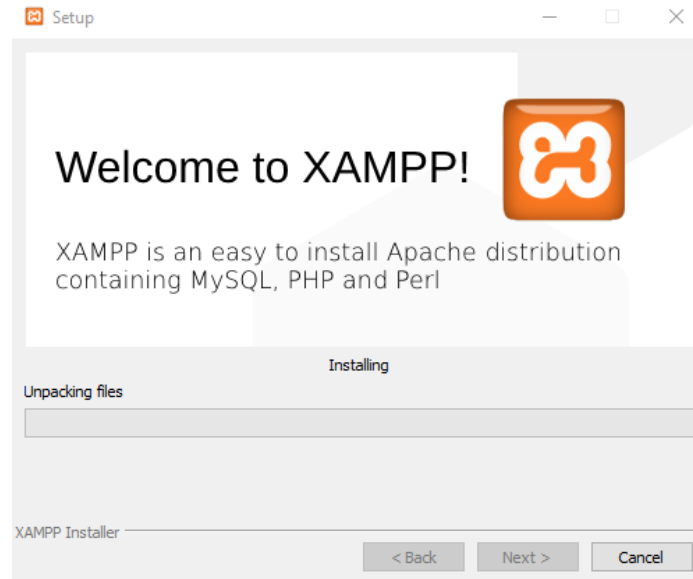 Setup
Welcome to XAMPP!
XAMPP is an easy to install Apache distribution
containing MySQL, PHP and Perl
Installing
Unpacking files
XAMPP Installer
< Back
Next >
Cancel